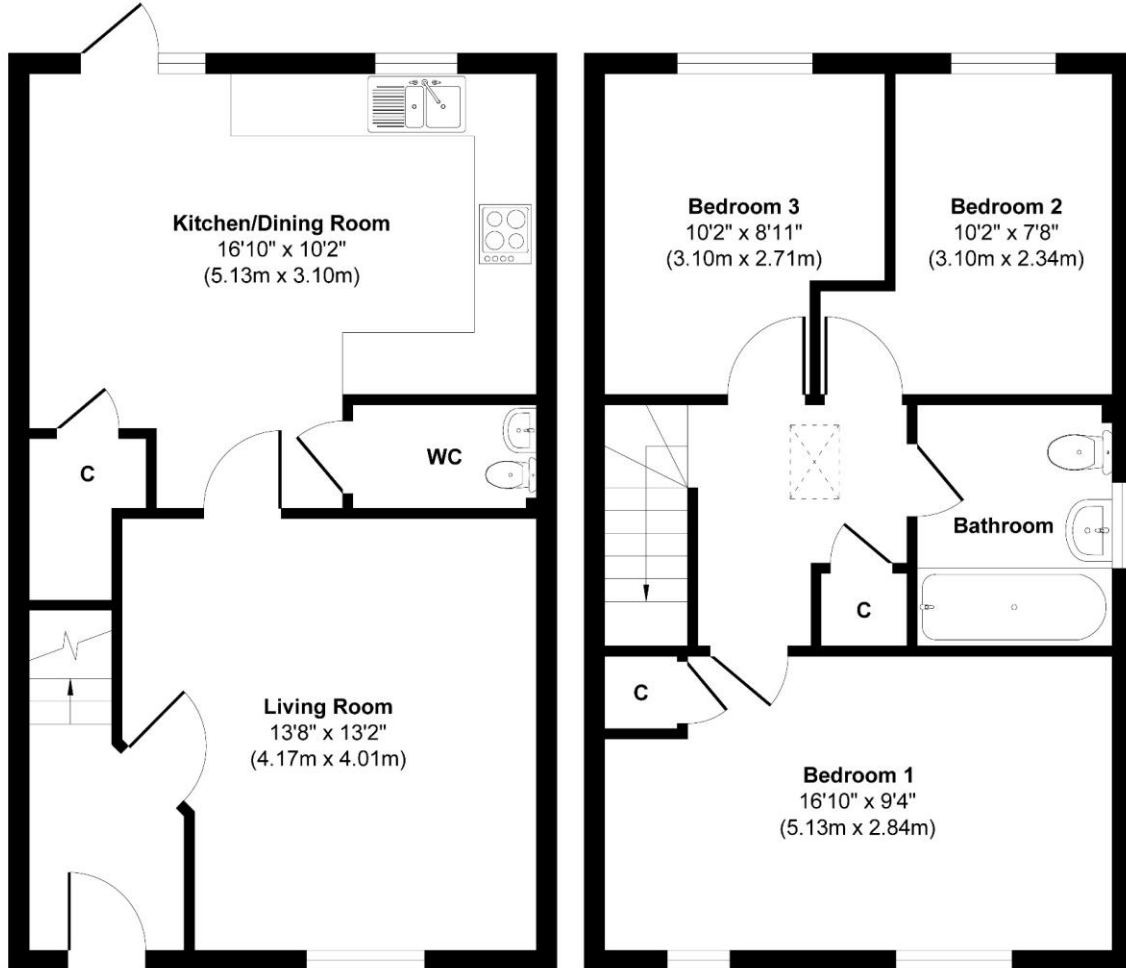 Kitchen/Dining Room
16'10" x 10'2"
(5.13m x 3.10m)
C
WC
Living Room
13'8" x 13'2"
(4.17m x 4.01m)
Bedroom 3
10'2" x 8'11"
(3.10m x 2.71m)
Bedroom 2
10'2" x 7'8"
(3.10m x 2.34m)
Bathroom
C
C
Bedroom 1
16'10" x 9'4"
(5.13m x 2.84m)